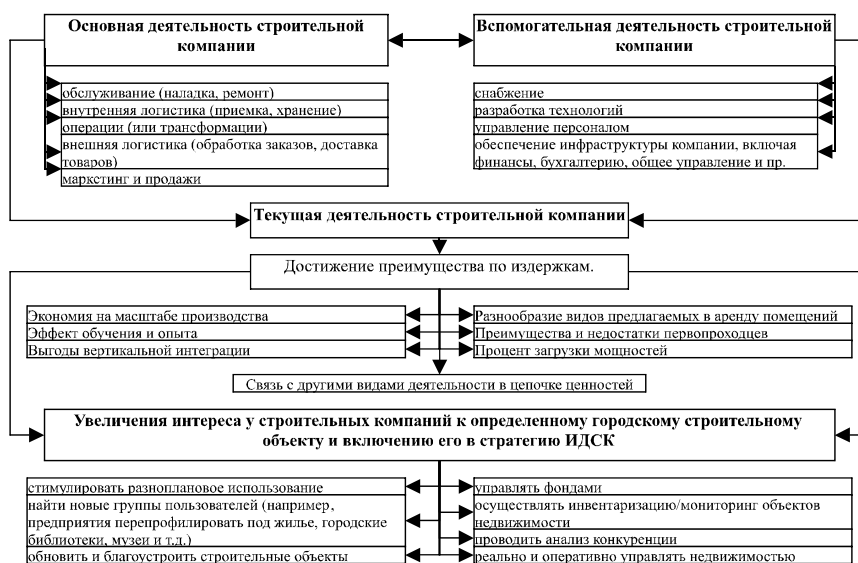 Основная деятельность строительной
компании
Вспомогательная деятельность строительной
компании
обслуживание (наладка, ремонт)
внутренняя логистика (приемка, хранение)
операции (или трансформации)
внешняя логистика (обработка заказов, доставка
товаров)
маркетинг и продажи
снабжение
разработка технологий
управление персоналом
обеспечение инфраструктуры компании, включая
финансы, бухгалтерию, общее управление и пр.
Текущая деятельность строительной компании
Достижение преимущества по издержкам.
Экономия на масштабе производства
Эффект обучения и опыта
Выгоды вертикальной интеграции
Разнообразие видов предлагаемых в аренду помещений
Преимущества и недостатки первопроходцев
Процент загрузки мощностей
Связь с другими видами деятельности в цепочке ценностей
Увеличения интереса у строительных компаний к определенному городскому строительному
объекту и включению его в стратегию ИДСК
стимулировать разноплановое использование
найти новые группы пользователей (например,
предприятия перепрофилировать под жилье, городские
библиотеки, музеи и т.д.)
обновить и благоустроить строительные объекты
управлять фондами
осуществлять инвентаризацию/мониторинг объектов
недвижимости
проводить анализ конкуренции
реально и оперативно управлять недвижимостью